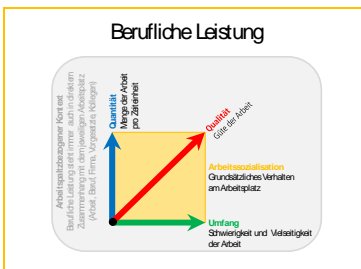 Berufliche Leistung
Arbeitsplatzbezogener Kontext
Berufliche Leistung steht immer auch in direktem
Zusammenhang mit dem jeweiligen Arbeitsplatz
(Arbeit, Beruf, Firma, Vorgesetzte, Kollegen)
Quantität
Menge der Arbeit
pro Zeiteinheit
Qualität
Güte der Arbeit
Arbeitssozialisation
Grundsätzliches Verhalten
am Arbeitsplatz
Umfang
Schwierigkeit und Vielseitigkeit
der Arbeit